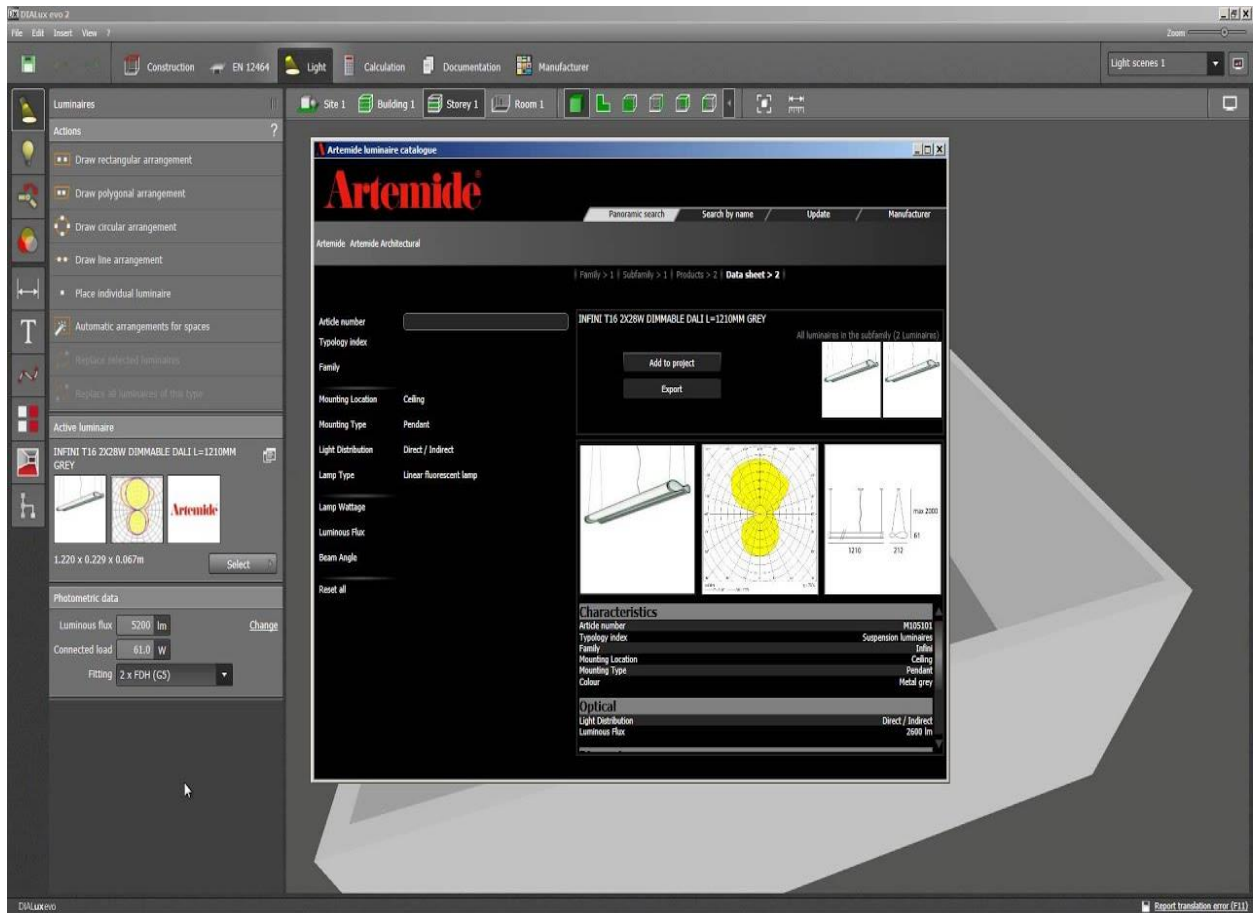 DIALux evo 2
File Edit Insert View ?
Zoom
Construction
EN 12464
Light
Calculation
Documentation
Manufacturer
Light scenes 1
Luminaires
Site 1
Building 1
Storey 1
Room 1
Actions
?
Draw rectangular arrangement
Draw polygonal arrangement
Draw circular arrangement
Draw line arrangement
Place individual luminaire
Automatic arrangements for spaces
Replace selected luminaires
Replace all luminaires of this type
Active luminaire
INFINI T16 2X28W DIMMABLE DALI L=1210MM
GREY
Artemide
1.220 x 0.229 x 0.067m
Select
Photometric data
Luminous flux 5200 lm Change
Connected load 61.0 W
Fitting 2 x FDH (G5)
Artemide luminaire catalogue
Artemide®
Panoramic search / Search by name / Update / Manufacturer
Artemide Artemide Architectural
Family > 1 | Subfamily > 1 | Products > 2 | Data sheet > 2
Article number
Typology index
Family
Mounting Location Ceiling
Mounting Type Pendant
Light Distribution Direct / Indirect
Lamp Type Linear fluorescent lamp
Lamp Wattage
Luminous Flux
Beam Angle
Reset all
INFINI T16 2X28W DIMMABLE DALI L=1210MM GREY
All luminaires in the subfamily (2 Luminaires)
Add to project
Export
max 2000
61
1210 212
Characteristics
Article number M105101
Typology index Suspension luminaires
Family Infini
Mounting Location Ceiling
Mounting Type Pendant
Colour Metal grey
Optical
Light Distribution Direct / Indirect
Luminous Flux 2600 lm
DIALux evo
Report translation error (F11)